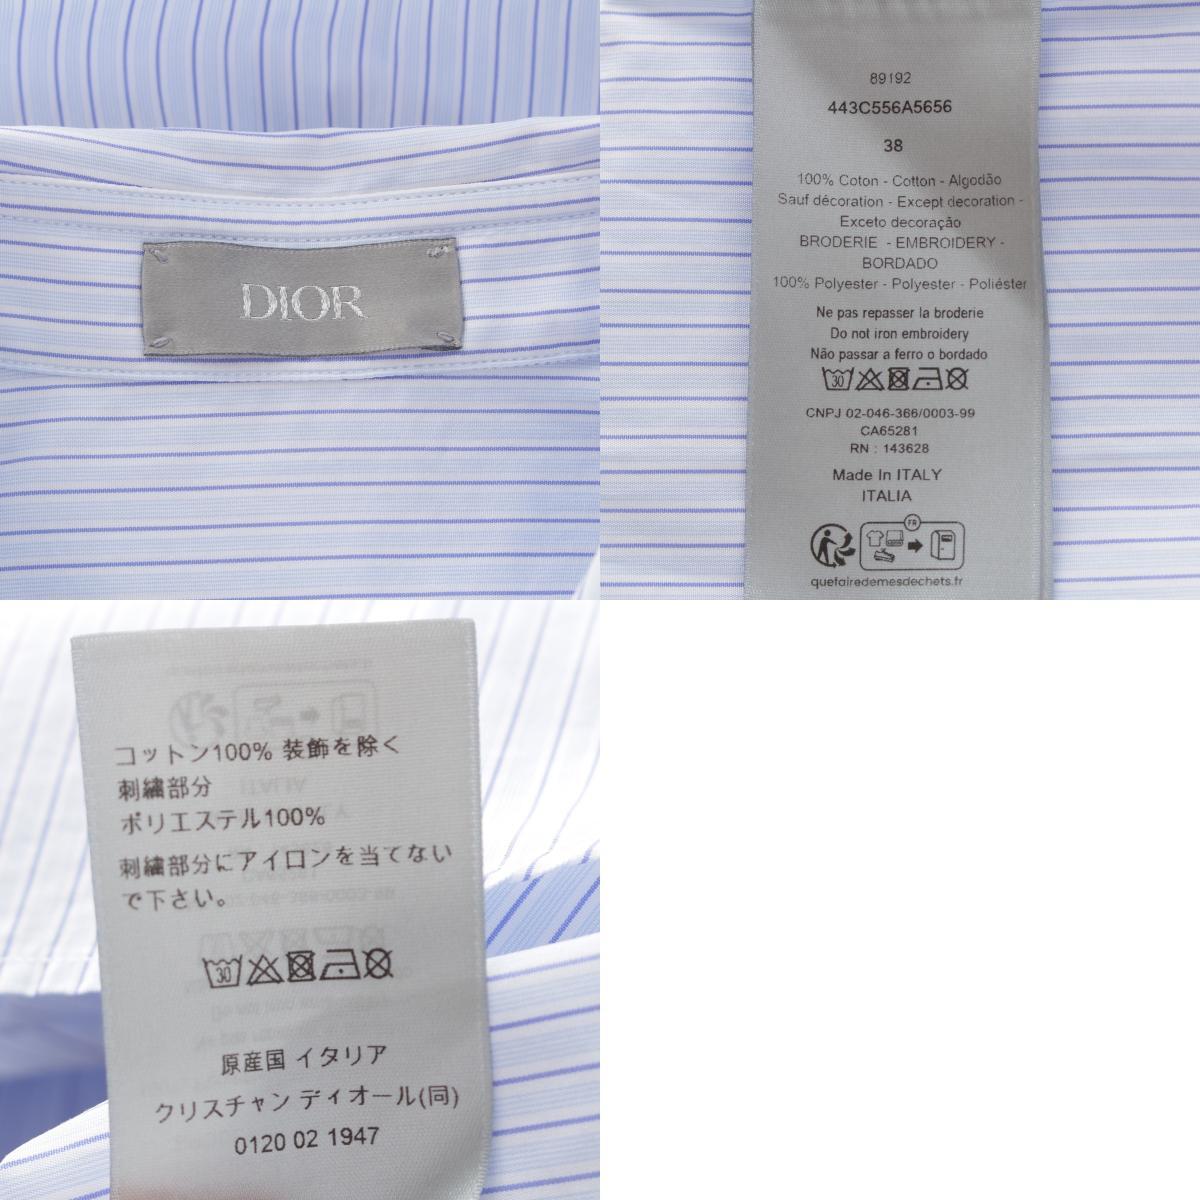 DIOR
89192
443C556A5656
38
100% Coton - Cotton - Algodão
Sauf décoration - Except decoration -
Exceto decoração
BRODERIE - EMBROIDERY -
BORDADO
100% Polyester - Polyester - Poliéster
Ne pas repasser la broderie
Do not iron embroidery
Não passar a ferro o bordado
30
CNPJ 02-046-366/0003-99
CA65281
RN : 143628
Made In ITALY
ITALIA
FR
quefairedemesdechets.fr
コットン100% 装飾を除く
刺繍部分
ポリエステル100%
刺繍部分にアイロンを当てない
で下さい。
30
原産国 イタリア
クリスチャン ディオール(同)
0120 02 1947